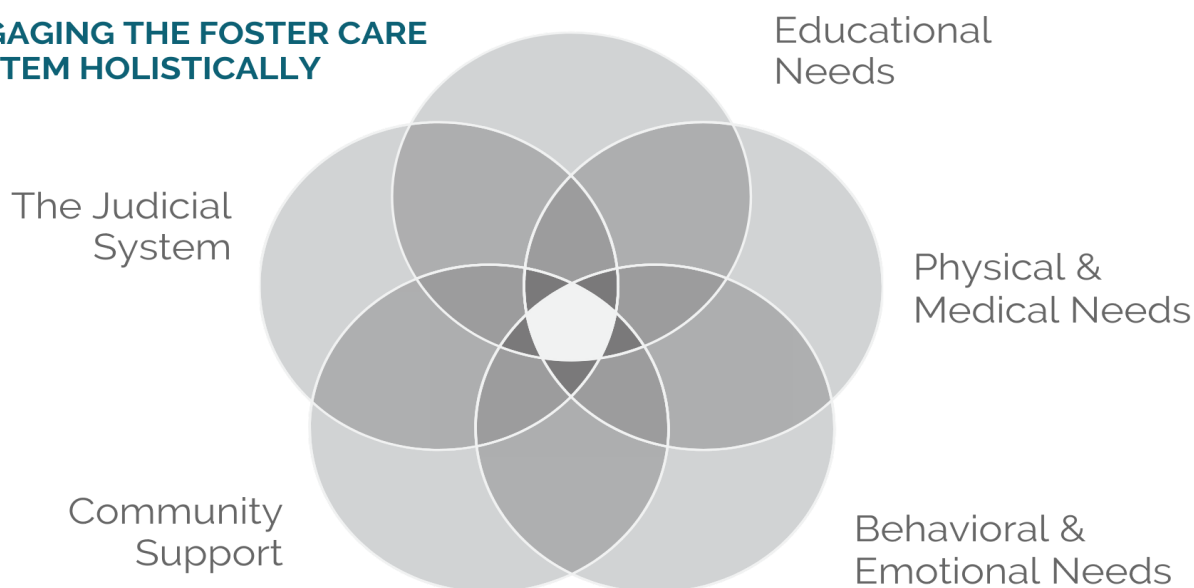 GAGING THE FOSTER CARE
TEM HOLISTICALLY
Educational
Needs
The Judicial
System
Physical &
Medical Needs
Community
Support
Behavioral &
Emotional Needs